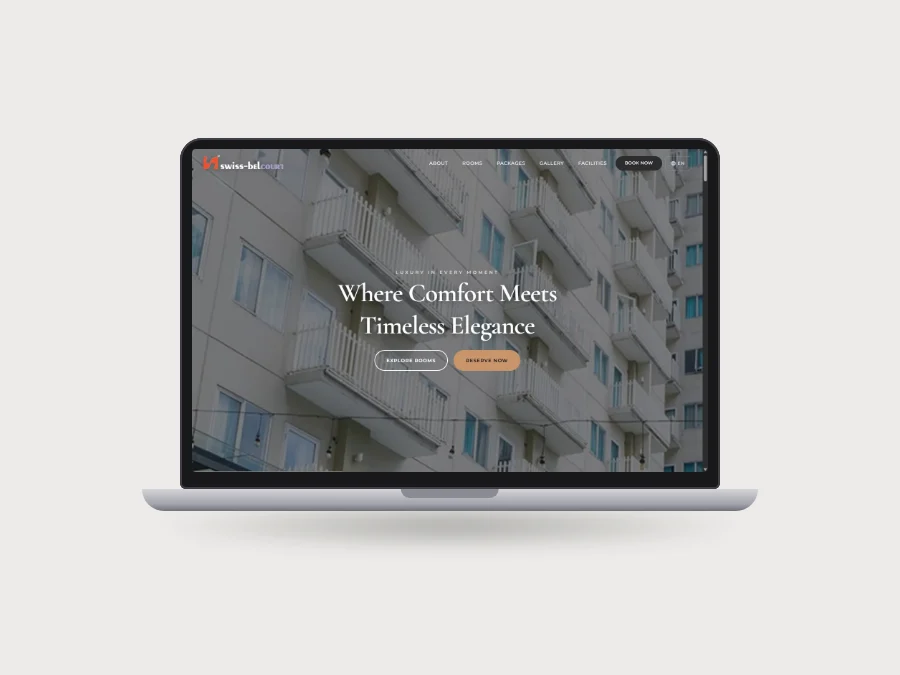 swiss-belcourt
ABOUT ROOMS PACKAGES GALLERY FACILITIES BOOK NOW EN
LUXURY IN EVERY MOMENT
Where Comfort Meets
Timeless Elegance
EXPLORE ROOMS RESERVE NOW